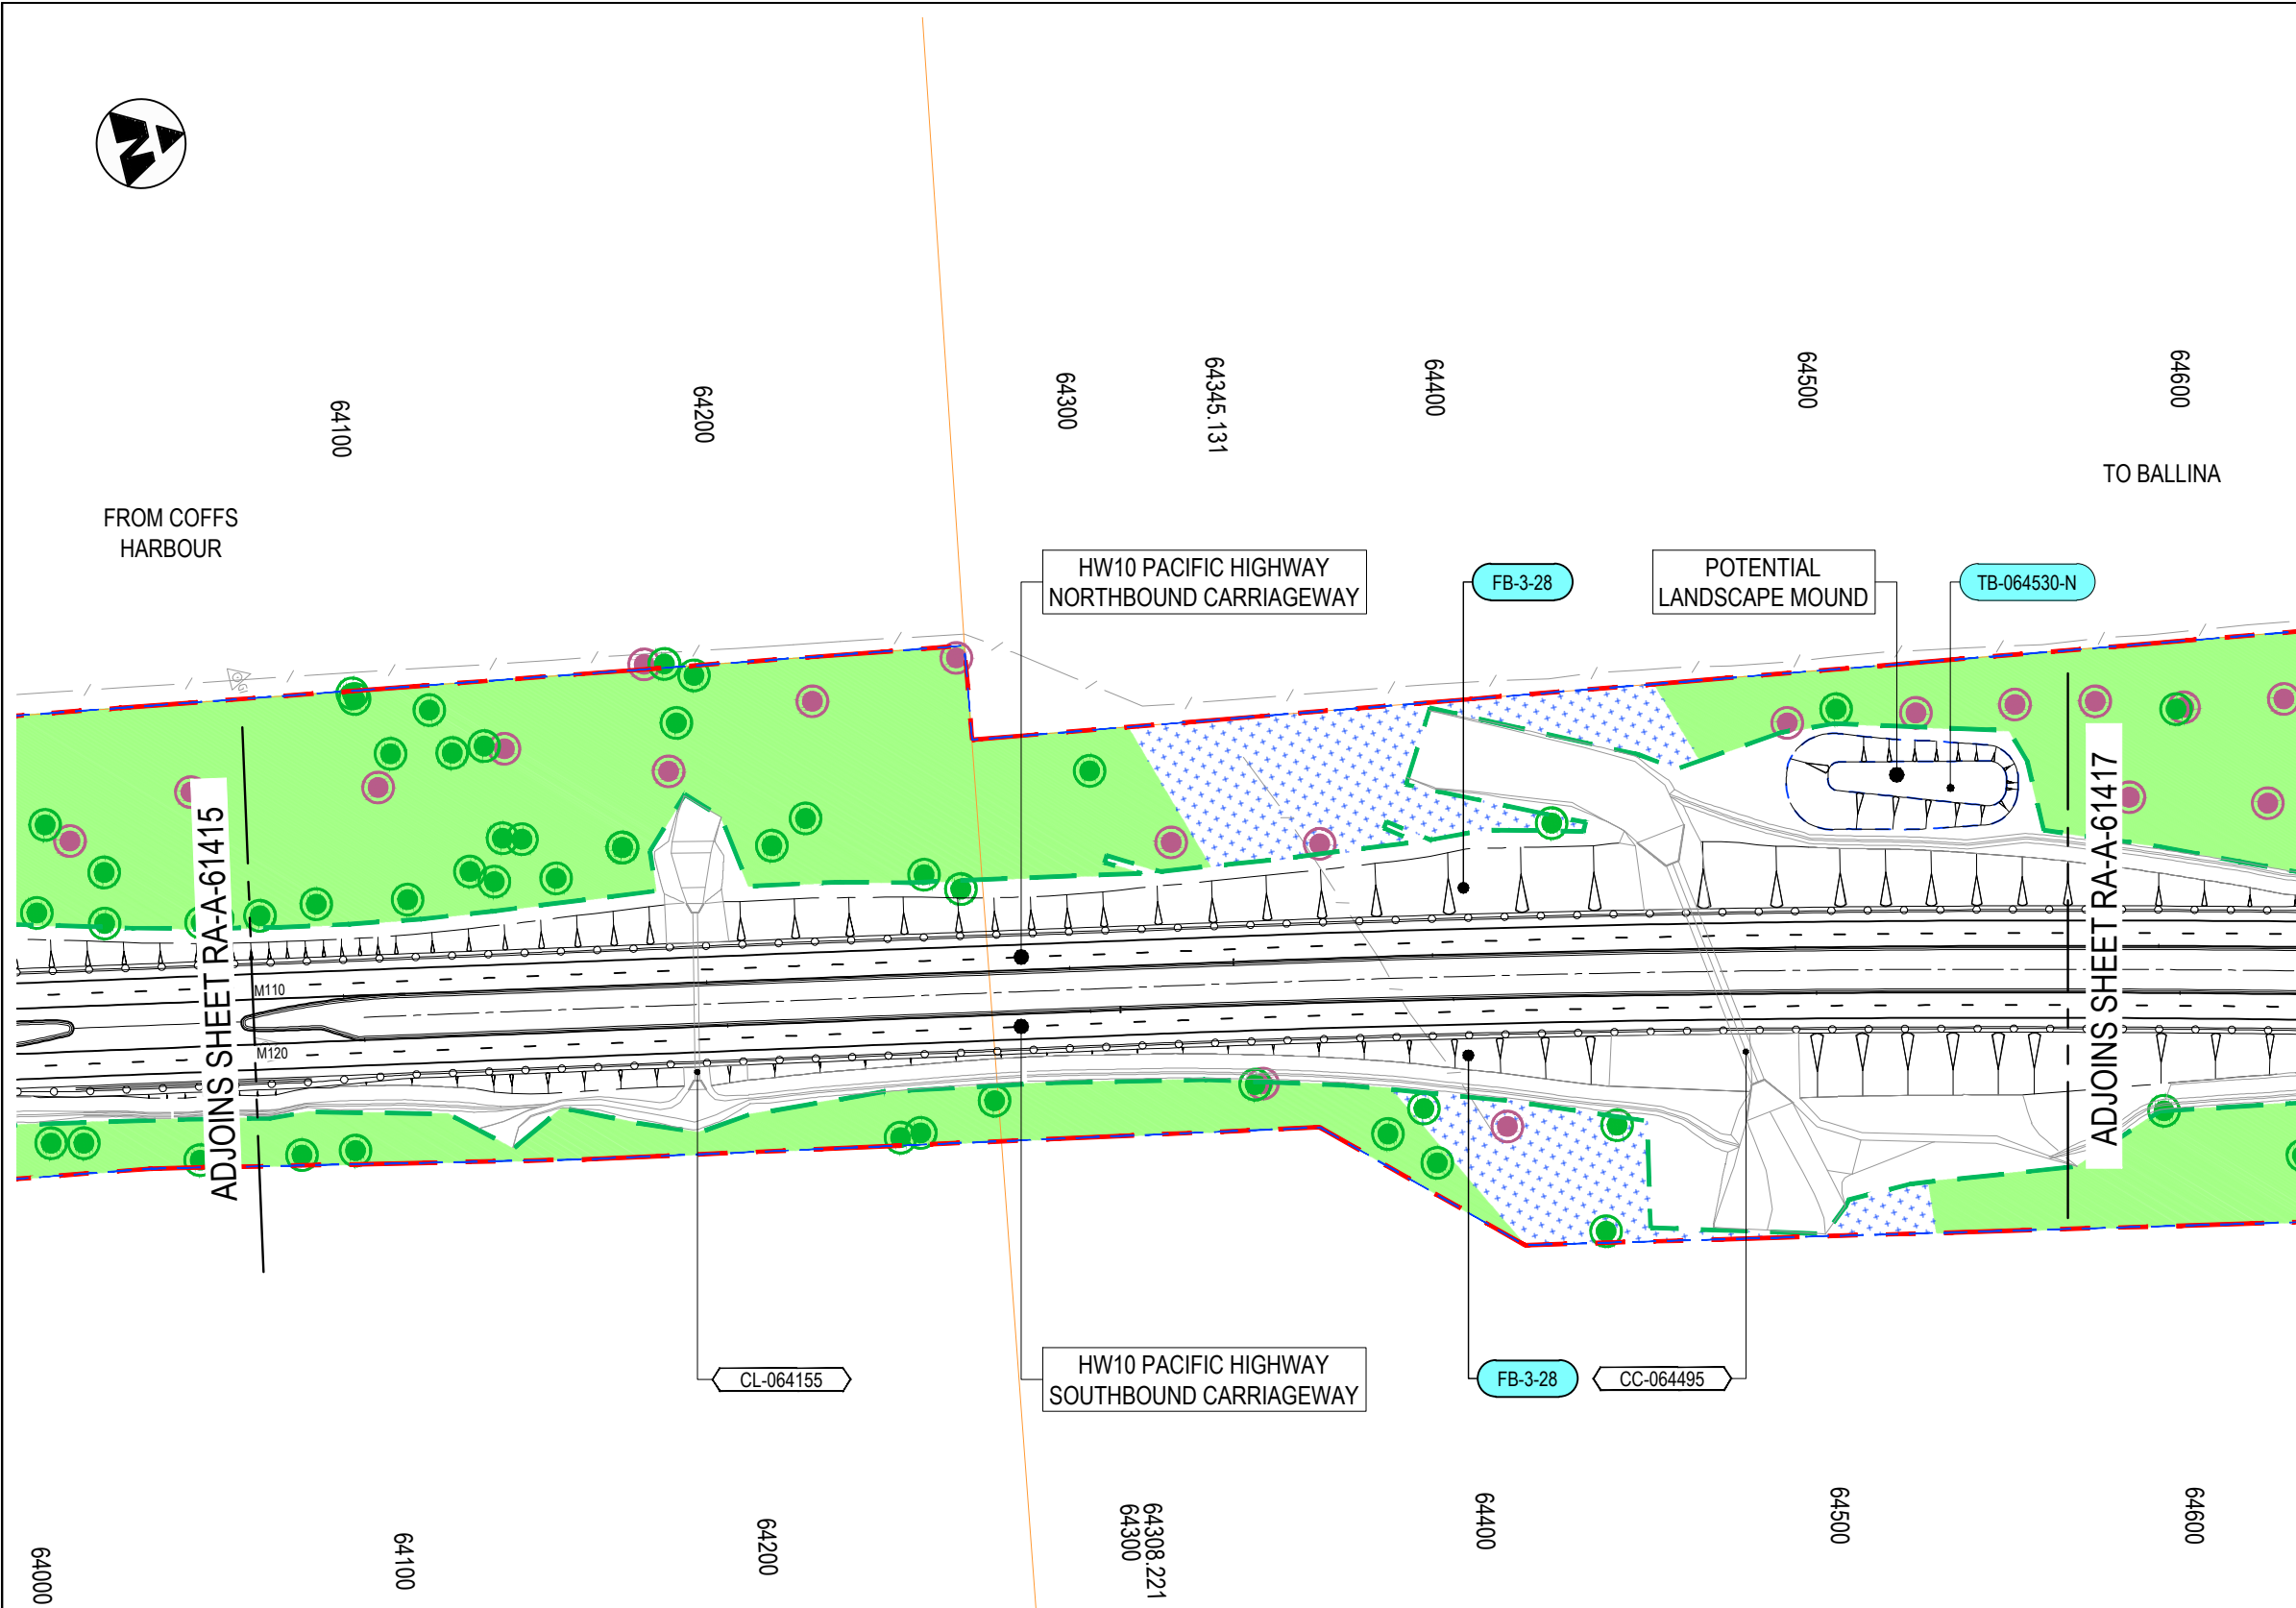 N
64100
64200
64300
64345.131
64400
64500
64600
TO BALLINA
FROM COFFS
HARBOUR
HW10 PACIFIC HIGHWAY
NORTHBOUND CARRIAGEWAY
FB-3-28
POTENTIAL
LANDSCAPE MOUND
TB-064530-N
ADJOINS SHEET RA-A-61415
M110
M120
ADJOINS SHEET RA-A-61417
CL-064155
HW10 PACIFIC HIGHWAY
SOUTHBOUND CARRIAGEWAY
FB-3-28
CC-064495
64000
64100
64200
64300
64308.221
64400
64500
64600